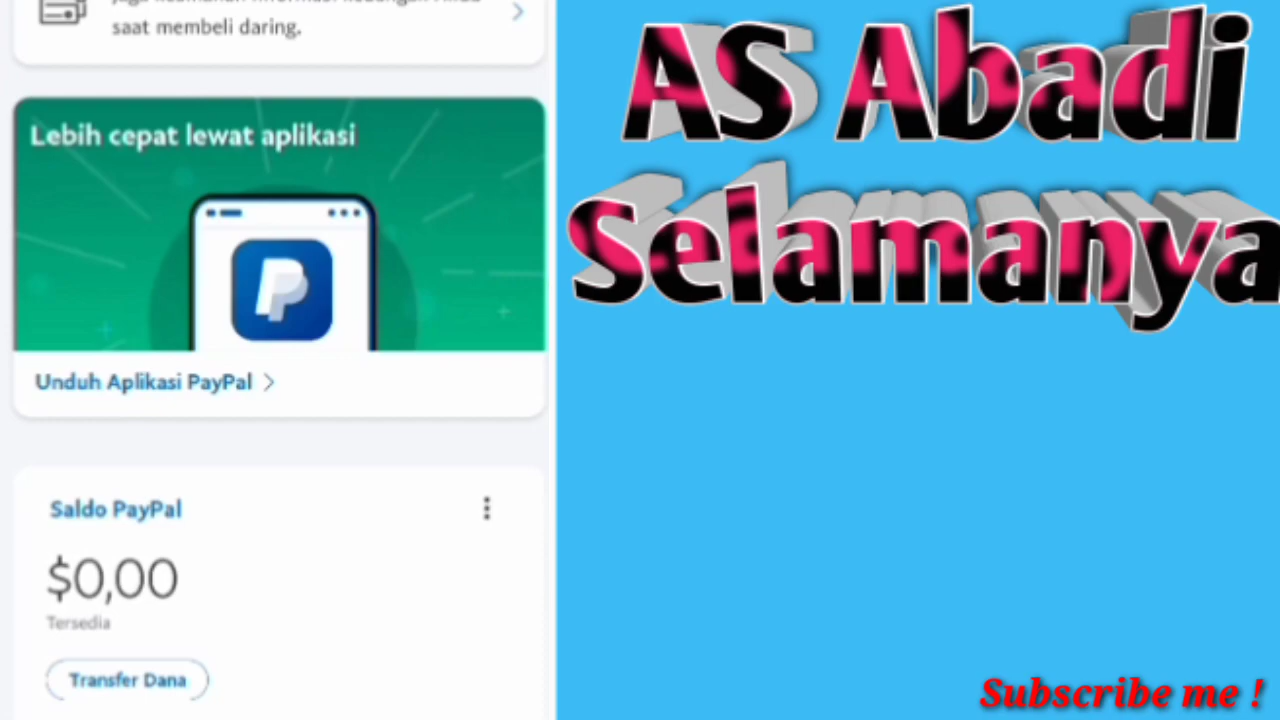 saat membeli daring.
Lebih cepat lewat aplikasi
Unduh Aplikasi PayPal
Saldo PayPal
$0,00
Tersedia
Transfer Dana
AS Abadi
Selamanya
Subscribe me !